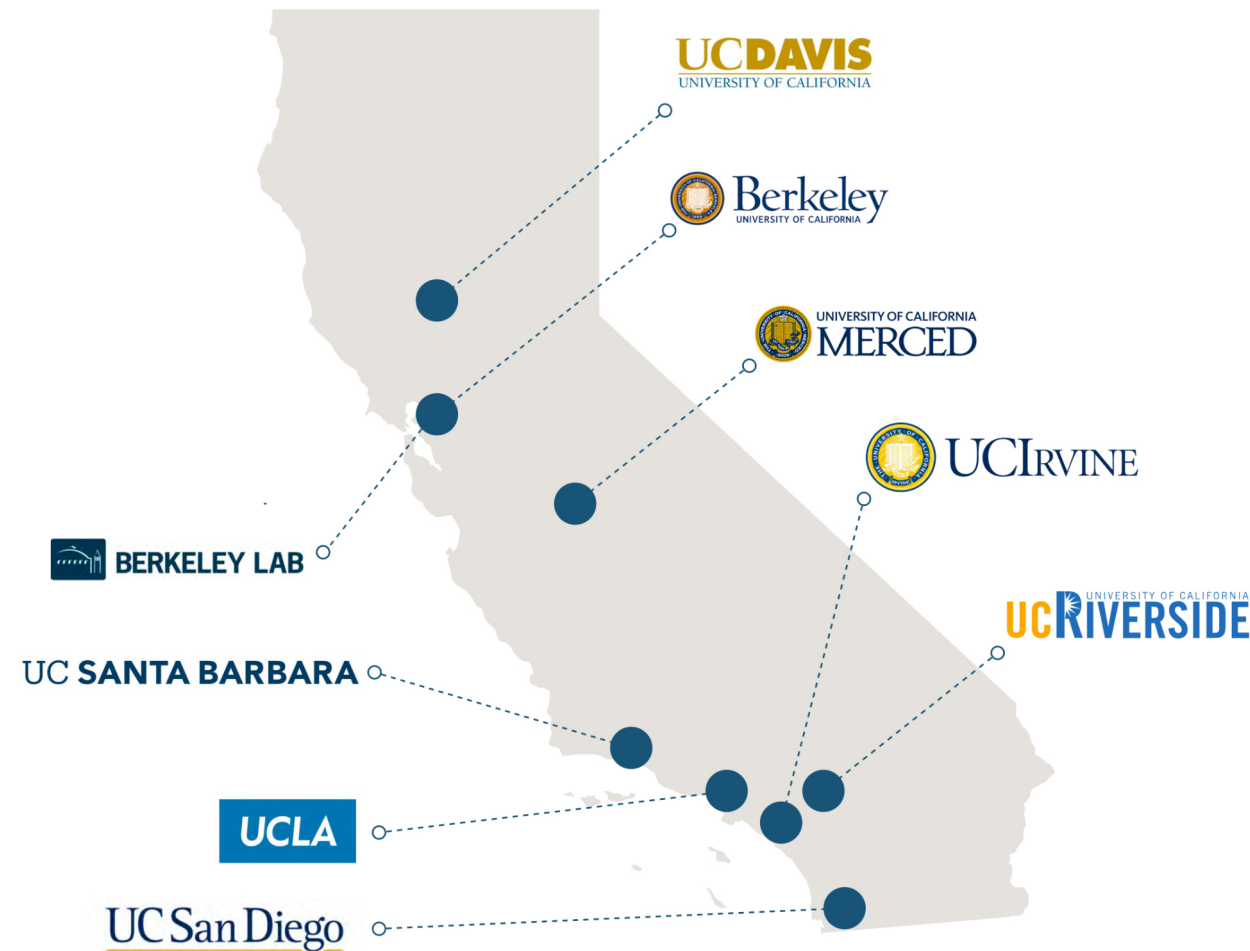 UCDAVIS
UNIVERSITY OF CALIFORNIA
Berkeley
UNIVERSITY OF CALIFORNIA
UNIVERSITY OF CALIFORNIA
MERCED
UCIRVINE
BERKELEY LAB
UNIVERSITY OF CALIFORNIA
UCRIVERSIDE
UC SANTA BARBARA
UCLA
UC San Diego